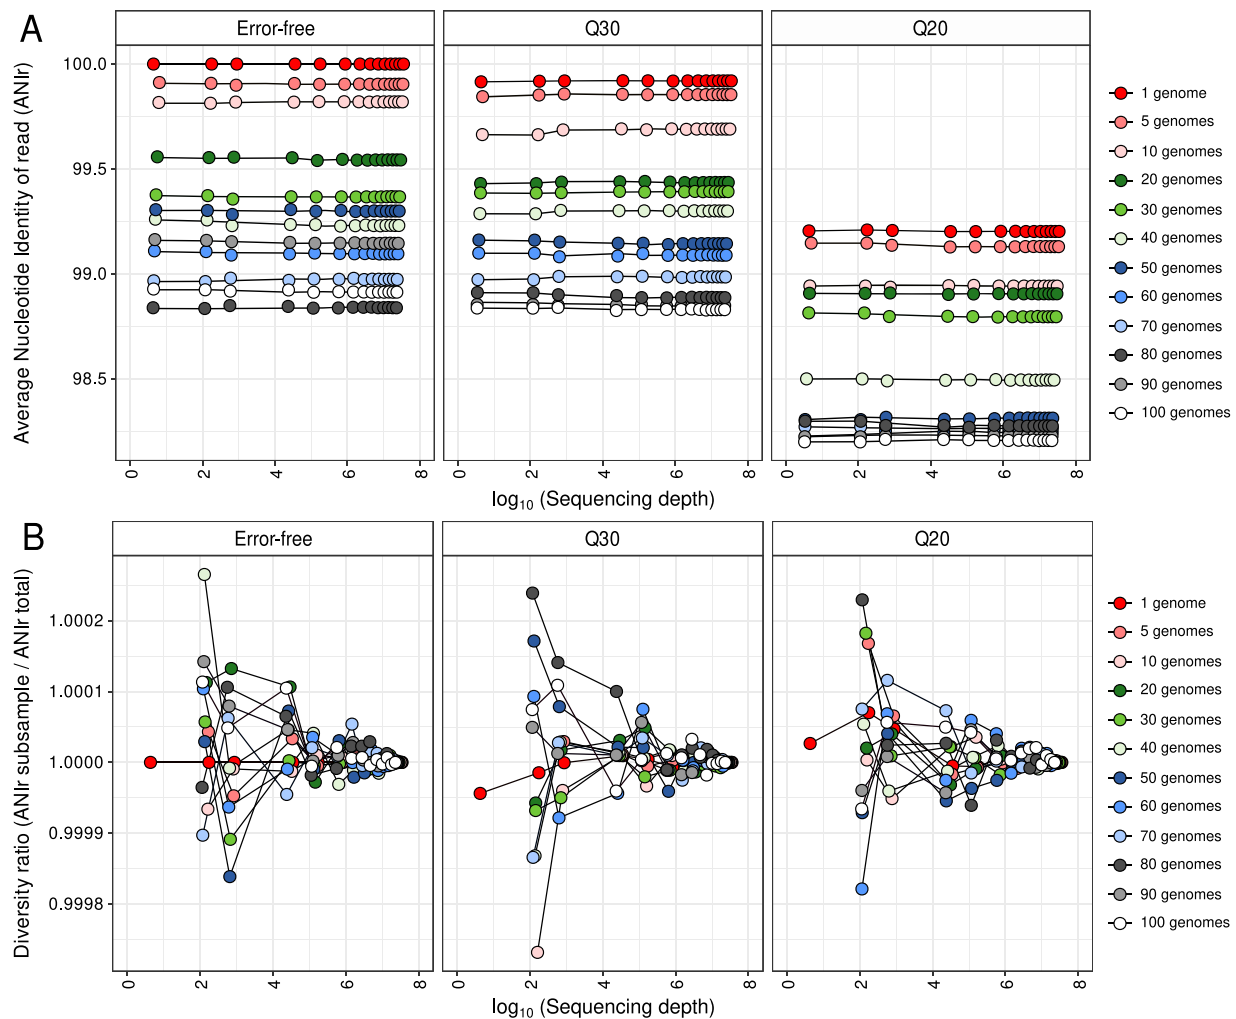 A
Error-free
Q30
Q20
Average Nucleotide Identity of read (ANIr)
100.0
99.5
99.0
98.5
0 2 4 6 8
0 2 4 6 8
0 2 4 6 8
log10 (Sequencing depth)
1 genome
5 genomes
10 genomes
20 genomes
30 genomes
40 genomes
50 genomes
60 genomes
70 genomes
80 genomes
90 genomes
100 genomes
B
Error-free
Q30
Q20
Diversity ratio (ANIr subsample / ANIr total)
1.0002
1.0001
1.0000
0.9999
0.9998
0 2 4 6 8
0 2 4 6 8
0 2 4 6 8
log10 (Sequencing depth)
1 genome
5 genomes
10 genomes
20 genomes
30 genomes
40 genomes
50 genomes
60 genomes
70 genomes
80 genomes
90 genomes
100 genomes